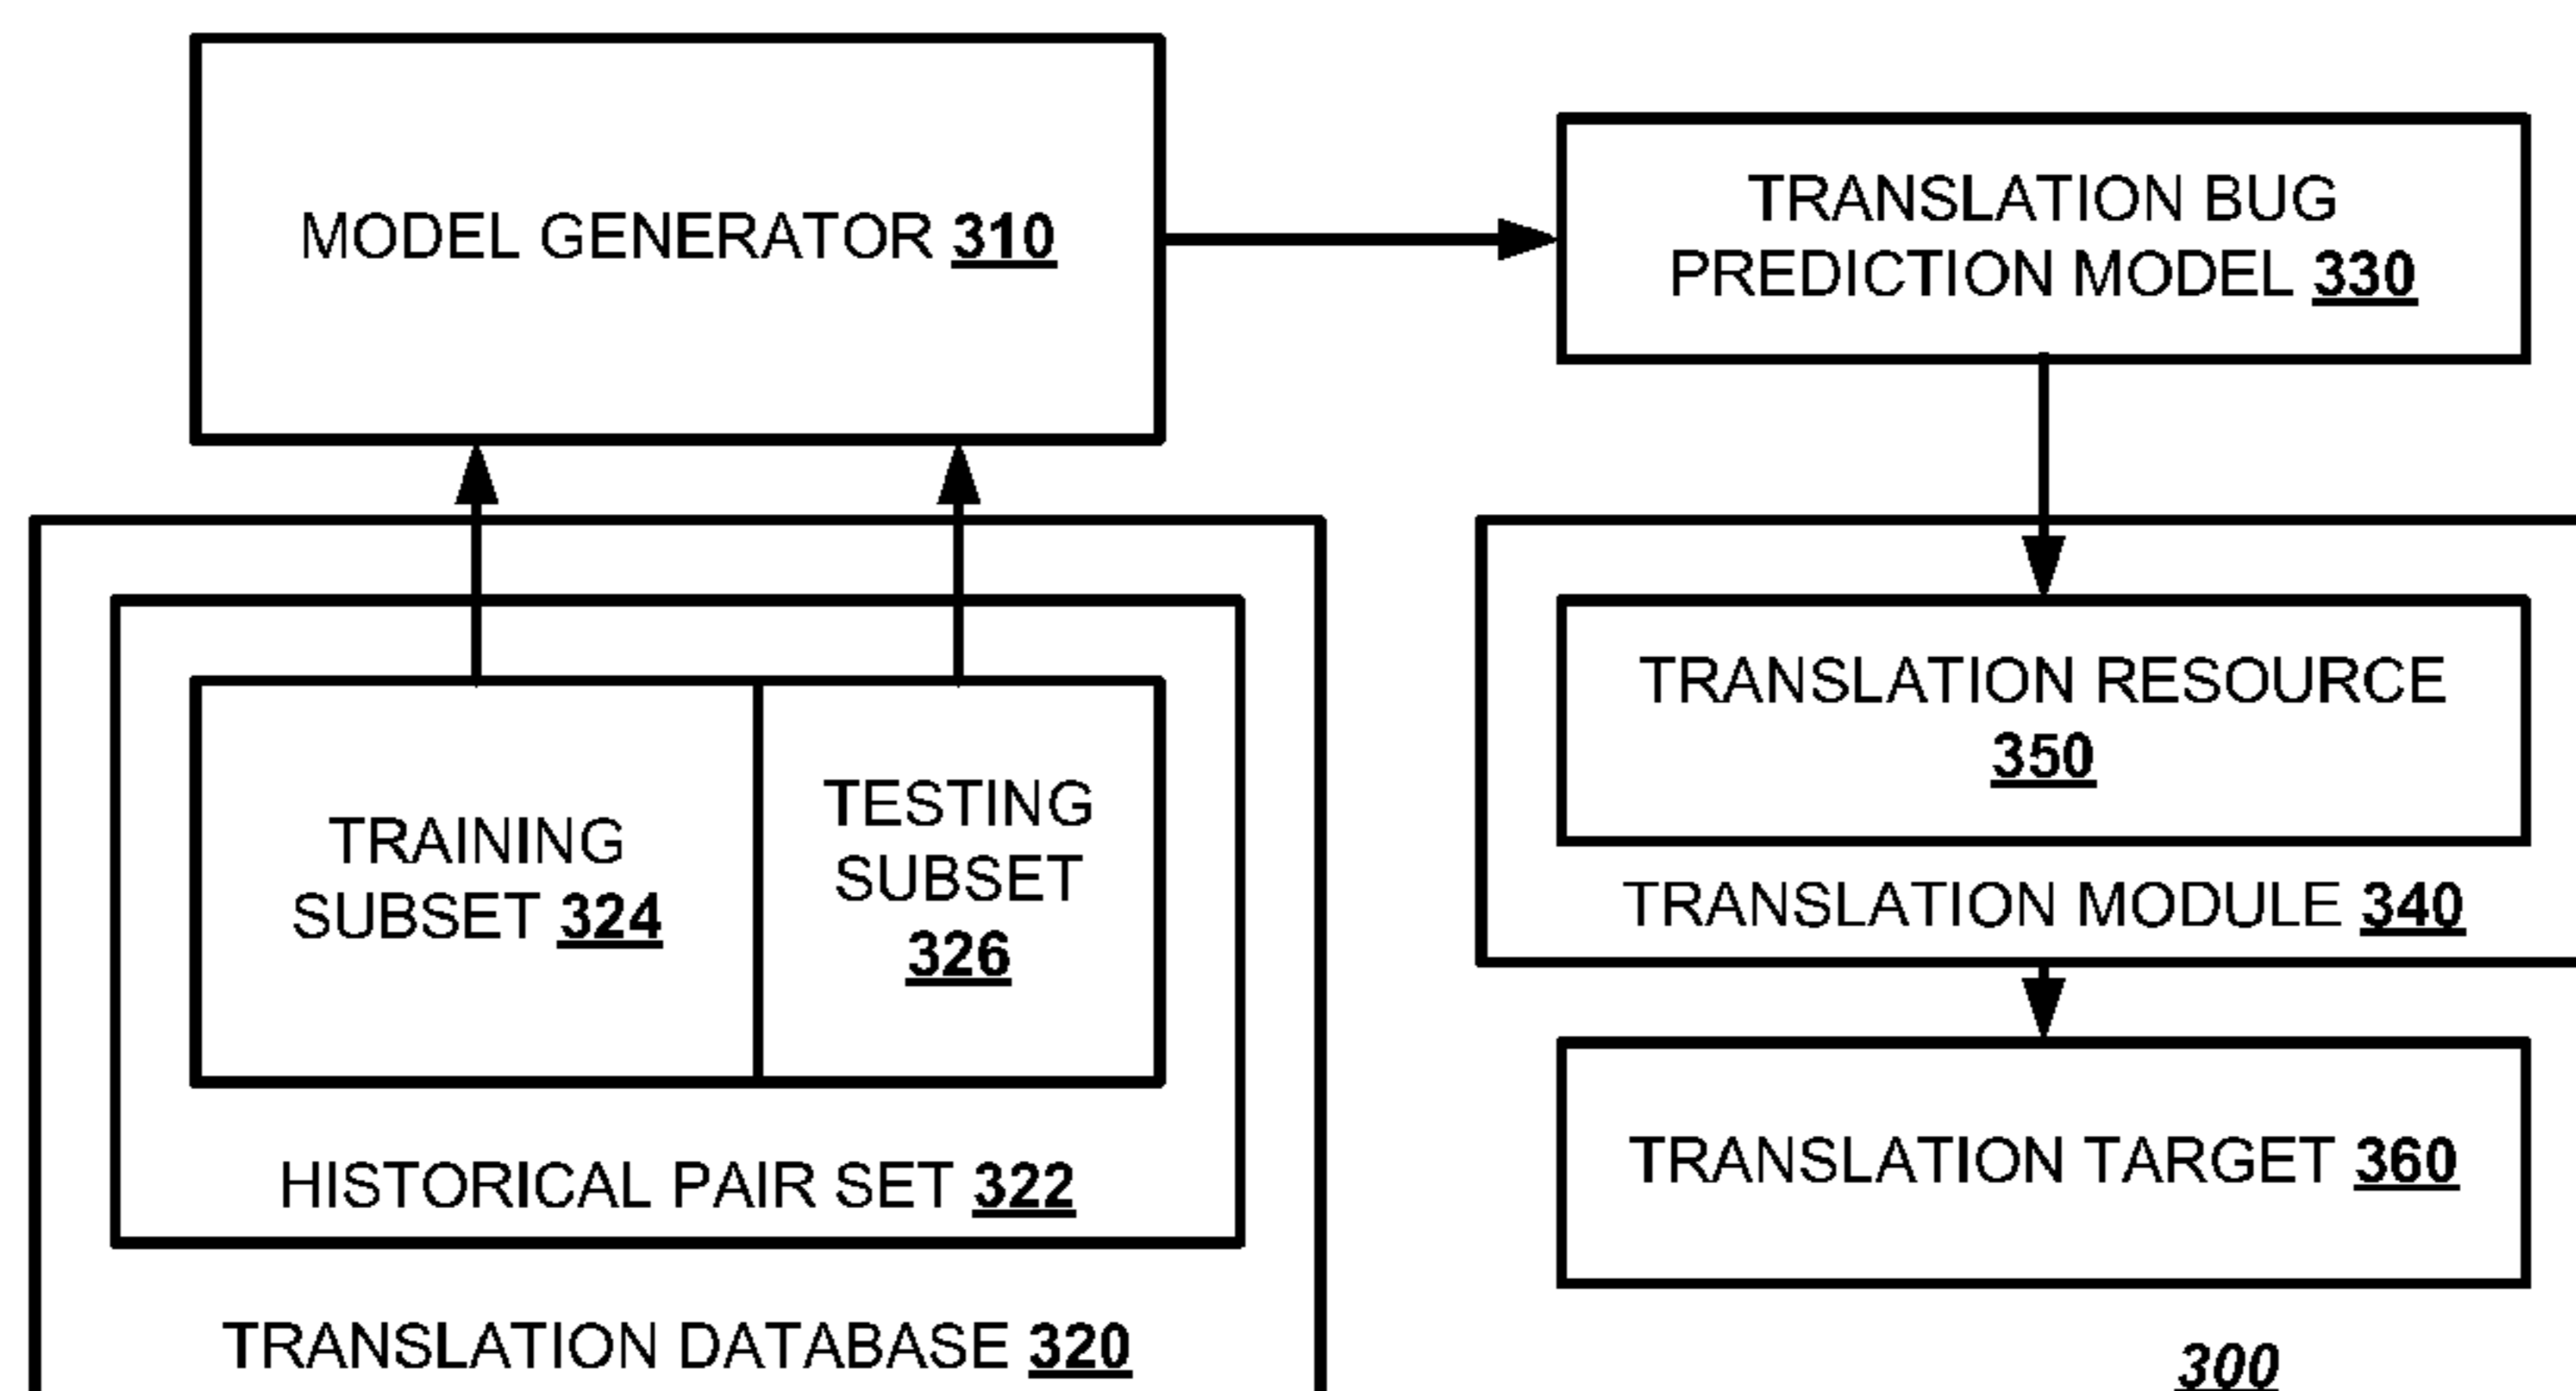 MODEL GENERATOR 310
TRANSLATION BUG
PREDICTION MODEL 330
TRAINING
SUBSET 324
TESTING
SUBSET
326
HISTORICAL PAIR SET 322
TRANSLATION DATABASE 320
TRANSLATION RESOURCE
350
TRANSLATION MODULE 340
TRANSLATION TARGET 360
300